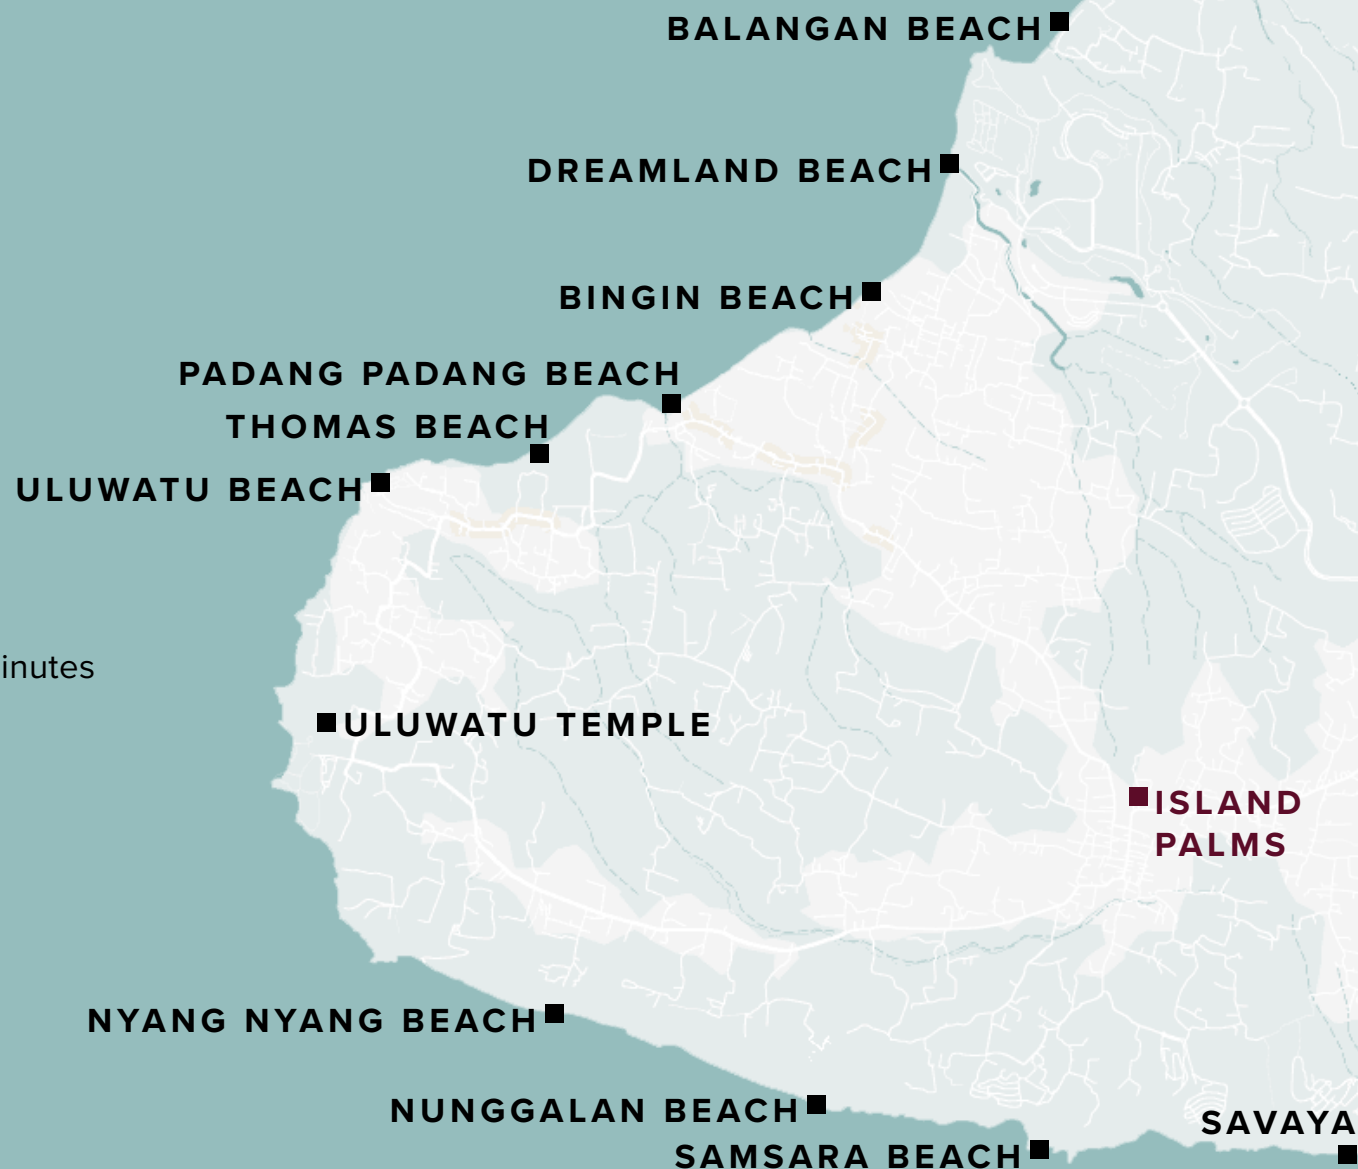 BALANGAN BEACH
DREAMLAND BEACH
BINGIN BEACH
PADANG PADANG BEACH
THOMAS BEACH
ULUWATU BEACH
inutes
ULUWATU TEMPLE
ISLAND
PALMS
NYANG NYANG BEACH
NUNGGALAN BEACH
SAVAYA
SAMSARA BEACH